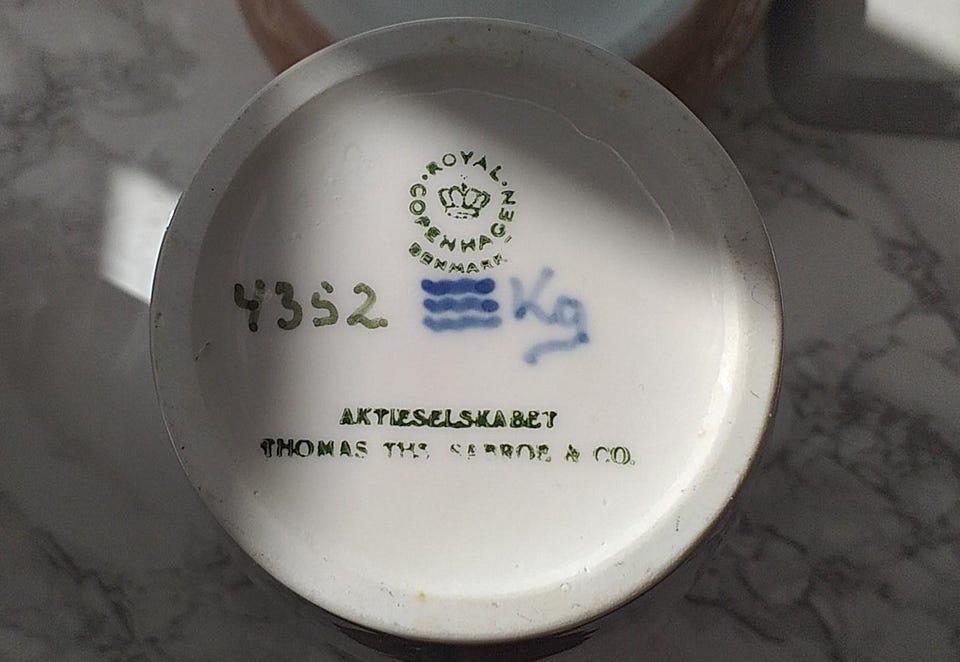 ROYAL COPENHAGEN
DENMARK
4352 Kg
AKTIESELSKABET
THOMAS THS. SABROE & CO.